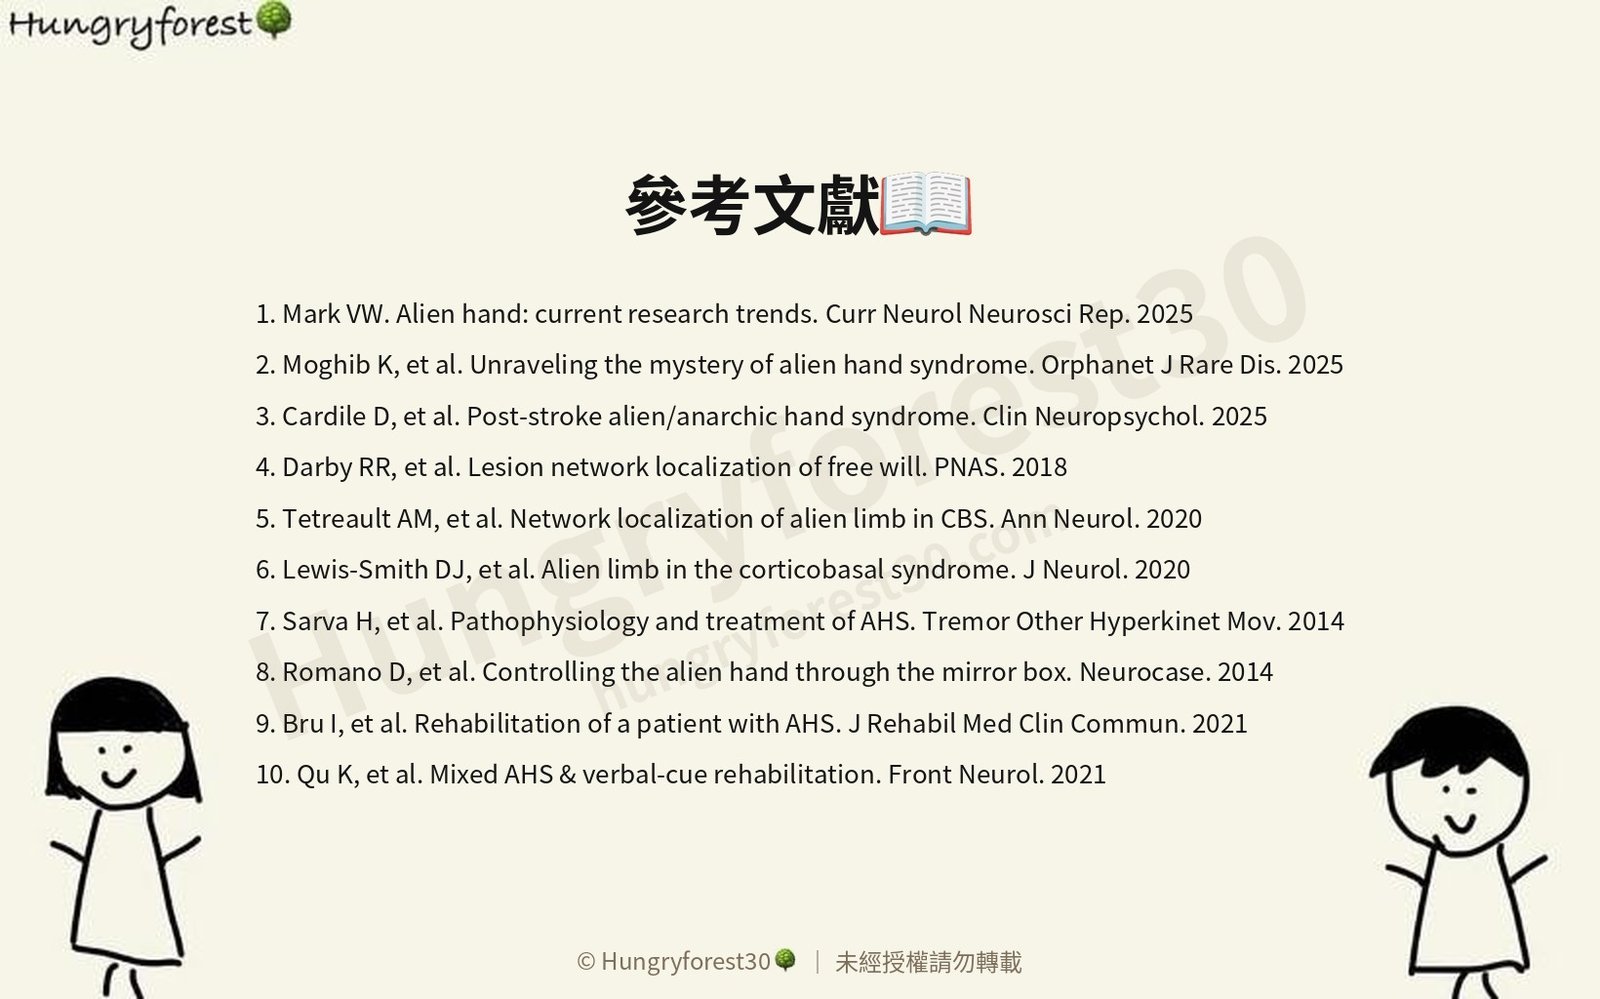 Hungryforest
參考文獻
1. Mark VW. Alien hand: current research trends. Curr Neurol Neurosci Rep. 2025
2. Moghib K, et al. Unraveling the mystery of alien hand syndrome. Orphanet J Rare Dis. 2025
3. Cardile D, et al. Post-stroke alien/anarchic hand syndrome. Clin Neuropsychol. 2025
4. Darby RR, et al. Lesion network localization of free will. PNAS. 2018
5. Tetreault AM, et al. Network localization of alien limb in CBS. Ann Neurol. 2020
6. Lewis-Smith DJ, et al. Alien limb in the corticobasal syndrome. J Neurol. 2020
7. Sarva H, et al. Pathophysiology and treatment of AHS. Tremor Other Hyperkinet Mov. 2014
8. Romano D, et al. Controlling the alien hand through the mirror box. Neurocase. 2014
9. Bru I, et al. Rehabilitation of a patient with AHS. J Rehabil Med Clin Commun. 2021
10. Qu K, et al. Mixed AHS & verbal-cue rehabilitation. Front Neurol. 2021
Hungryforest30
hungryforest30.com
© Hungryforest30 | 未經授權請勿轉載